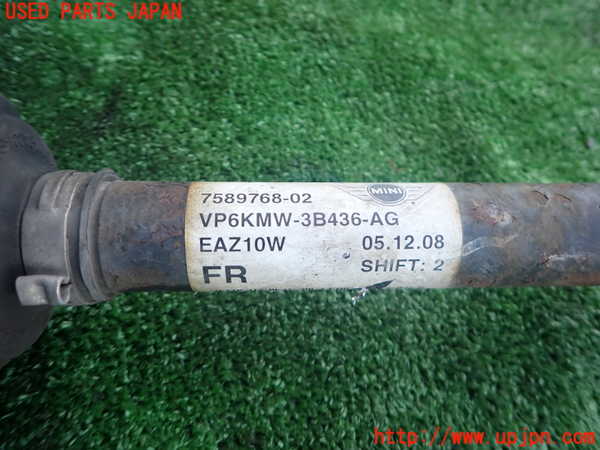 USED PARTS JAPAN
MINI
7589768-02
VP6KMW-3B436-AG
EAZ10W 05.12.08
FR SHIFT: 2
http://www.upjpn.com/